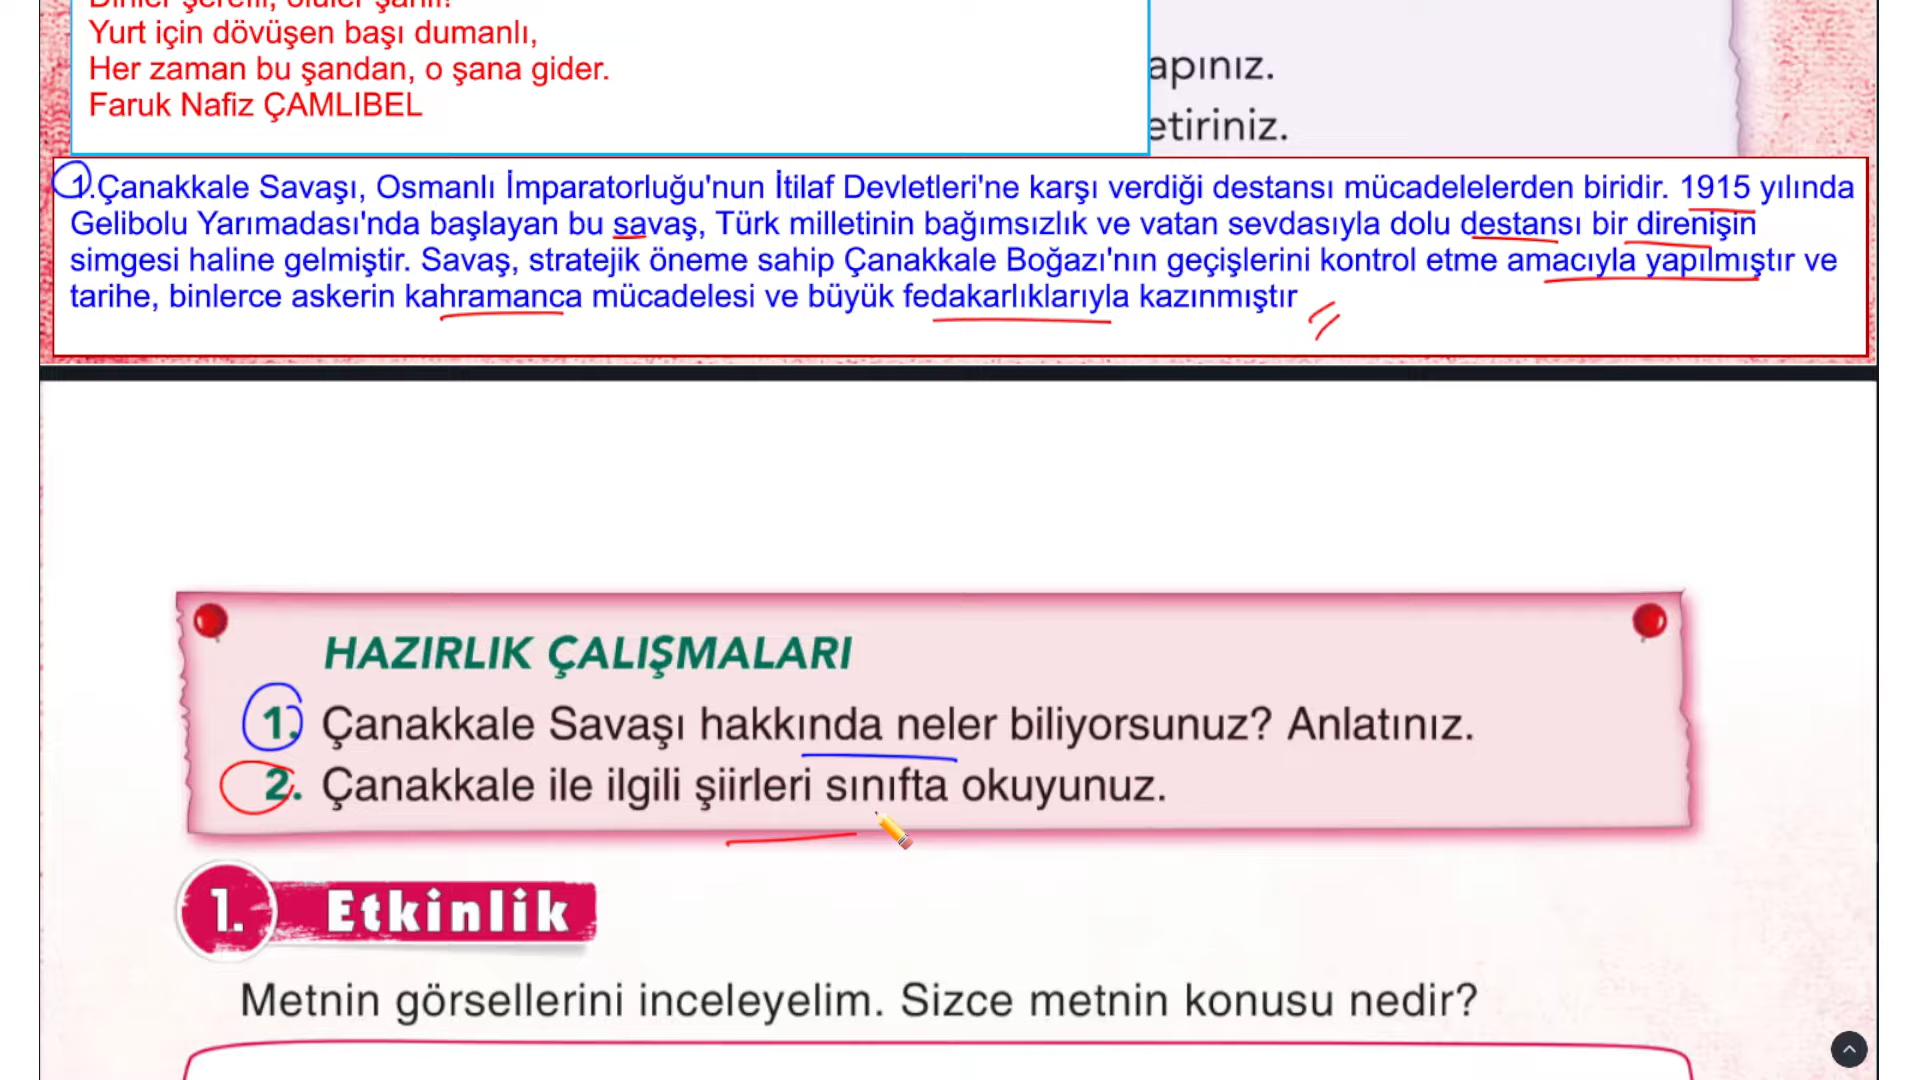 Dinler şerefli, ölüler şanlı!
Yurt için dövüşen başı dumanlı,
Her zaman bu şandan, o şana gider.
Faruk Nafiz ÇAMLIBEL
apınız.
etiriniz.
1.Çanakkale Savaşı, Osmanlı İmparatorluğu'nun İtilaf Devletleri'ne karşı verdiği destansı mücadelelerden biridir. 1915 yılında
Gelibolu Yarımadası'nda başlayan bu savaş, Türk milletinin bağımsızlık ve vatan sevdasıyla dolu destansı bir direnişin
simgesi haline gelmiştir. Savaş, stratejik öneme sahip Çanakkale Boğazı'nın geçişlerini kontrol etme amacıyla yapılmıştır ve
tarihe, binlerce askerin kahramanca mücadelesi ve büyük fedakarlıklarıyla kazınmıştır
HAZIRLIK ÇALIŞMALARI
1. Çanakkale Savaşı hakkında neler biliyorsunuz? Anlatınız.
2. Çanakkale ile ilgili şiirleri sınıfta okuyunuz.
1. Etkinlik
Metnin görsellerini inceleyelim. Sizce metnin konusu nedir?